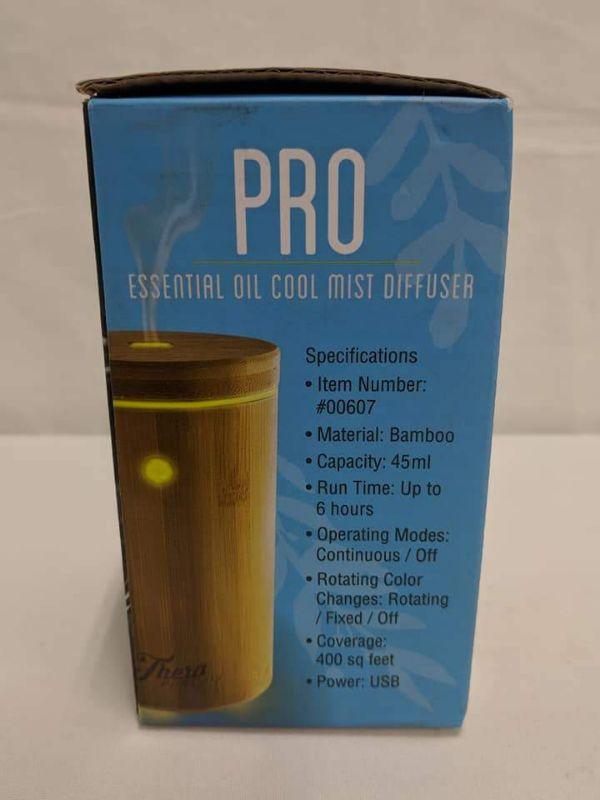 PRO
ESSENTIAL OIL COOL MIST DIFFUSER
Specifications
• Item Number:
#00607
• Material: Bamboo
• Capacity: 45ml
• Run Time: Up to
6 hours
• Operating Modes:
Continuous / Off
• Rotating Color
Changes: Rotating
/ Fixed / Off
• Coverage:
400 sq feet
• Power: USB
Thera